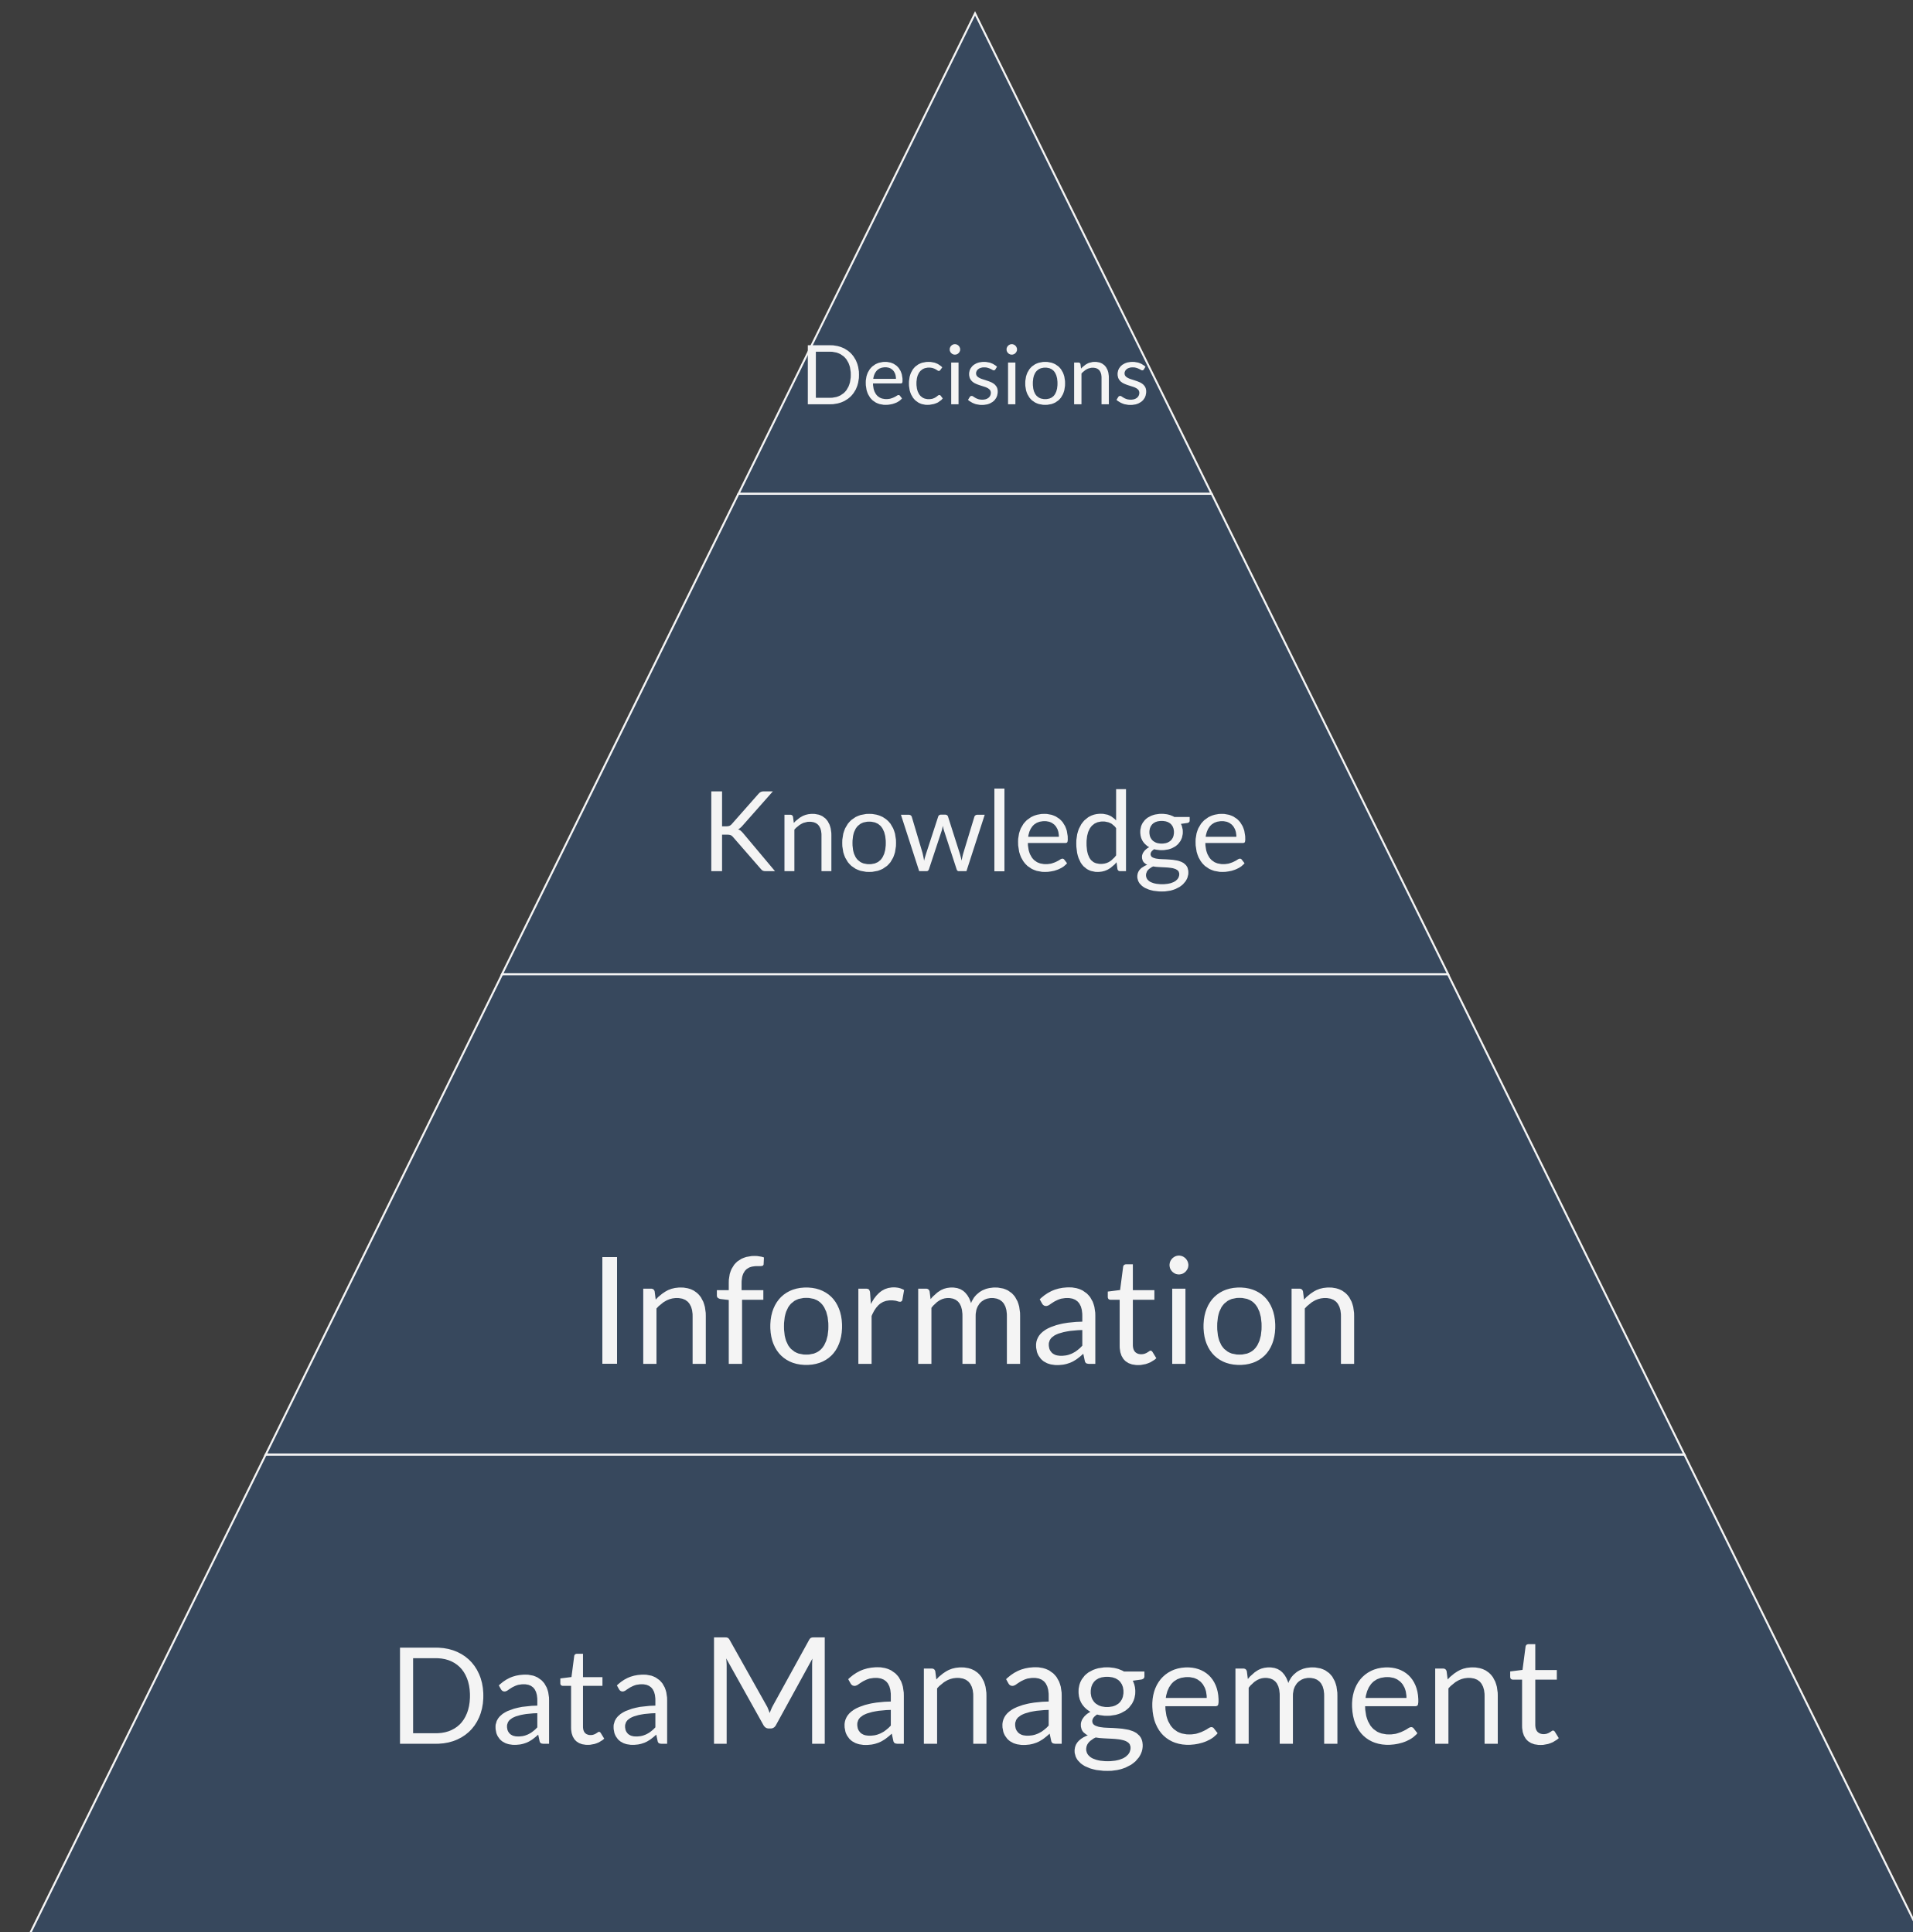 Decisions
Knowledge
Information
Data Management